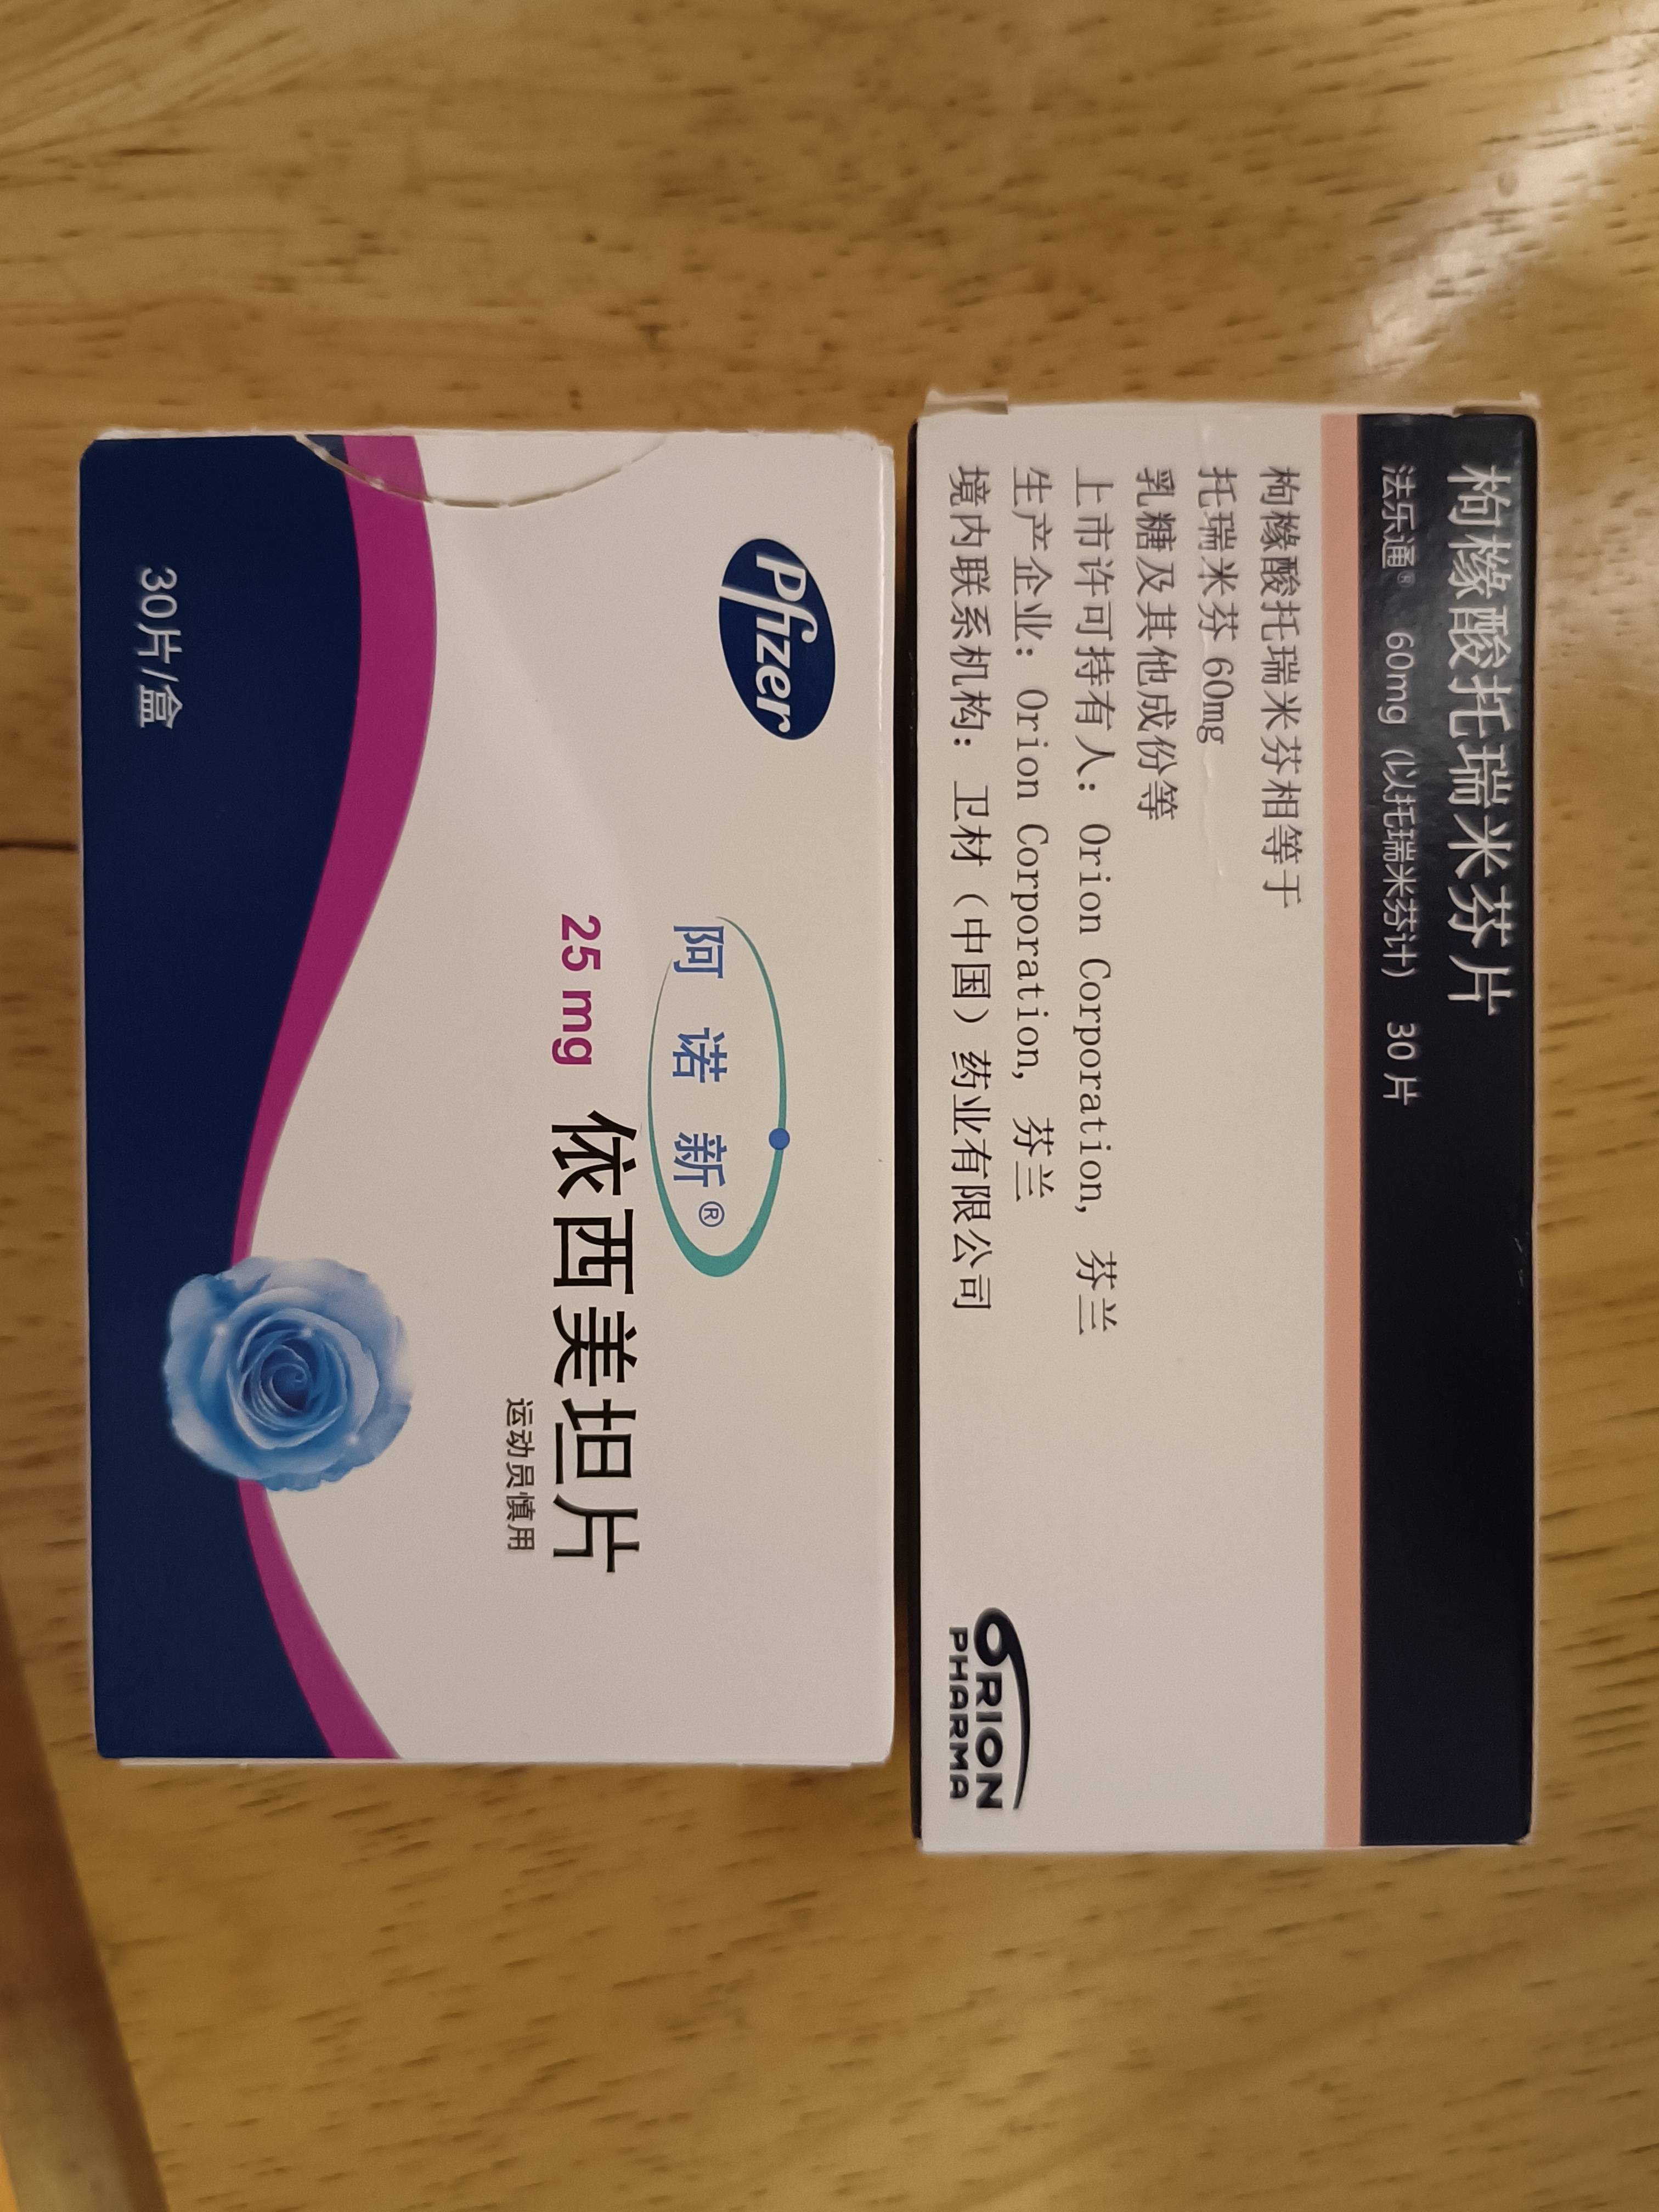 枸橼酸托瑞米芬片
法乐通® 60mg (以托瑞米芬计) 30 片
枸橼酸托瑞米芬相等于
托瑞米芬 60mg
乳糖及其他成份等
上市许可持有人: Orion Corporation, 芬兰
生产企业: Orion Corporation, 芬兰
境内联系机构: 卫材 (中国) 药业有限公司
ORION
PHARMA
Pfizer
阿诺新®
25 mg 依西美坦片
运动员慎用
30片/盒